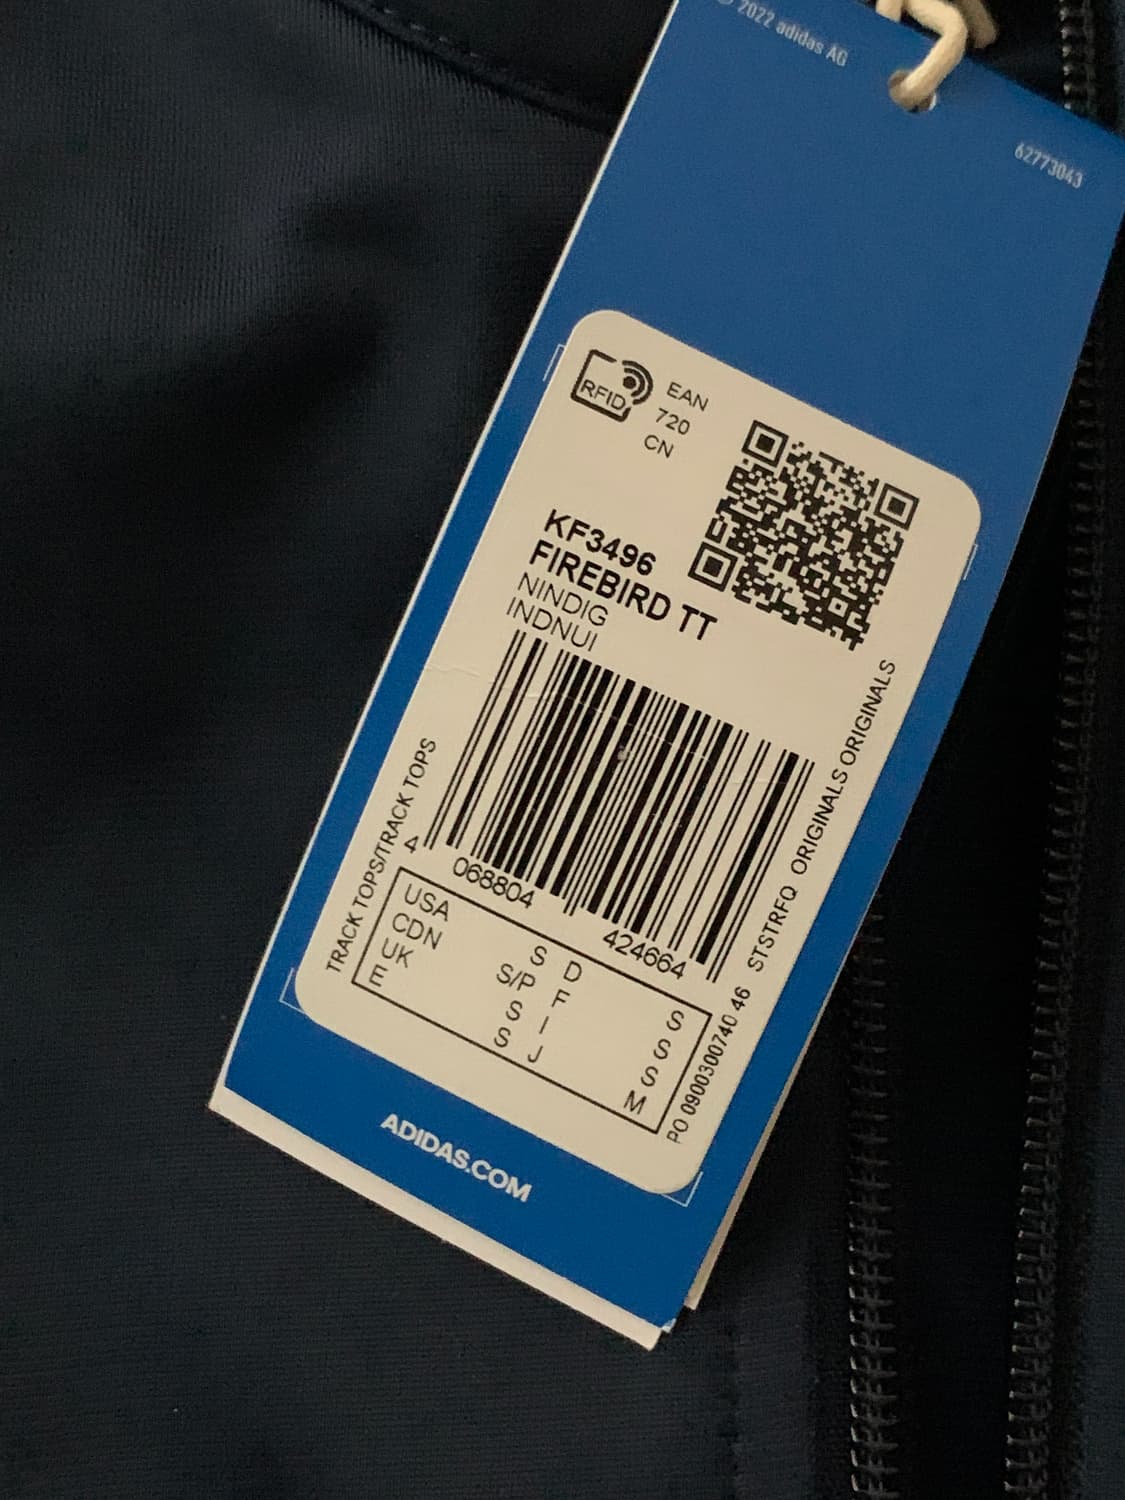 © 2022 adidas AG
62773043
RFID
EAN
720
CN
KF3496
FIREBIRD TT
NINDIG
INDNUI
TRACK TOPS/TRACK TOPS
4 068804 424664
USA S D S
CDN S/P F S
UK S I S
E S J M
PO 0900300740 46 STSTRFQ ORIGINALS ORIGINALS
ADIDAS.COM